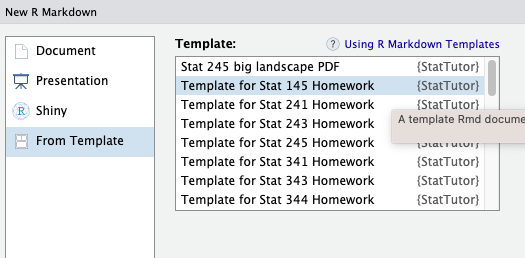 New R Markdown
Document
Presentation
Shiny
From Template
Template: ? Using R Markdown Templates
Stat 245 big landscape PDF {StatTutor}
Template for Stat 145 Homework {StatTutor}
Template for Stat 241 Homework
A template Rmd docume
Template for Stat 243 Homework
Template for Stat 245 Homework {StatTutor}
Template for Stat 341 Homework {StatTutor}
Template for Stat 343 Homework {StatTutor}
Template for Stat 344 Homework {StatTutor}